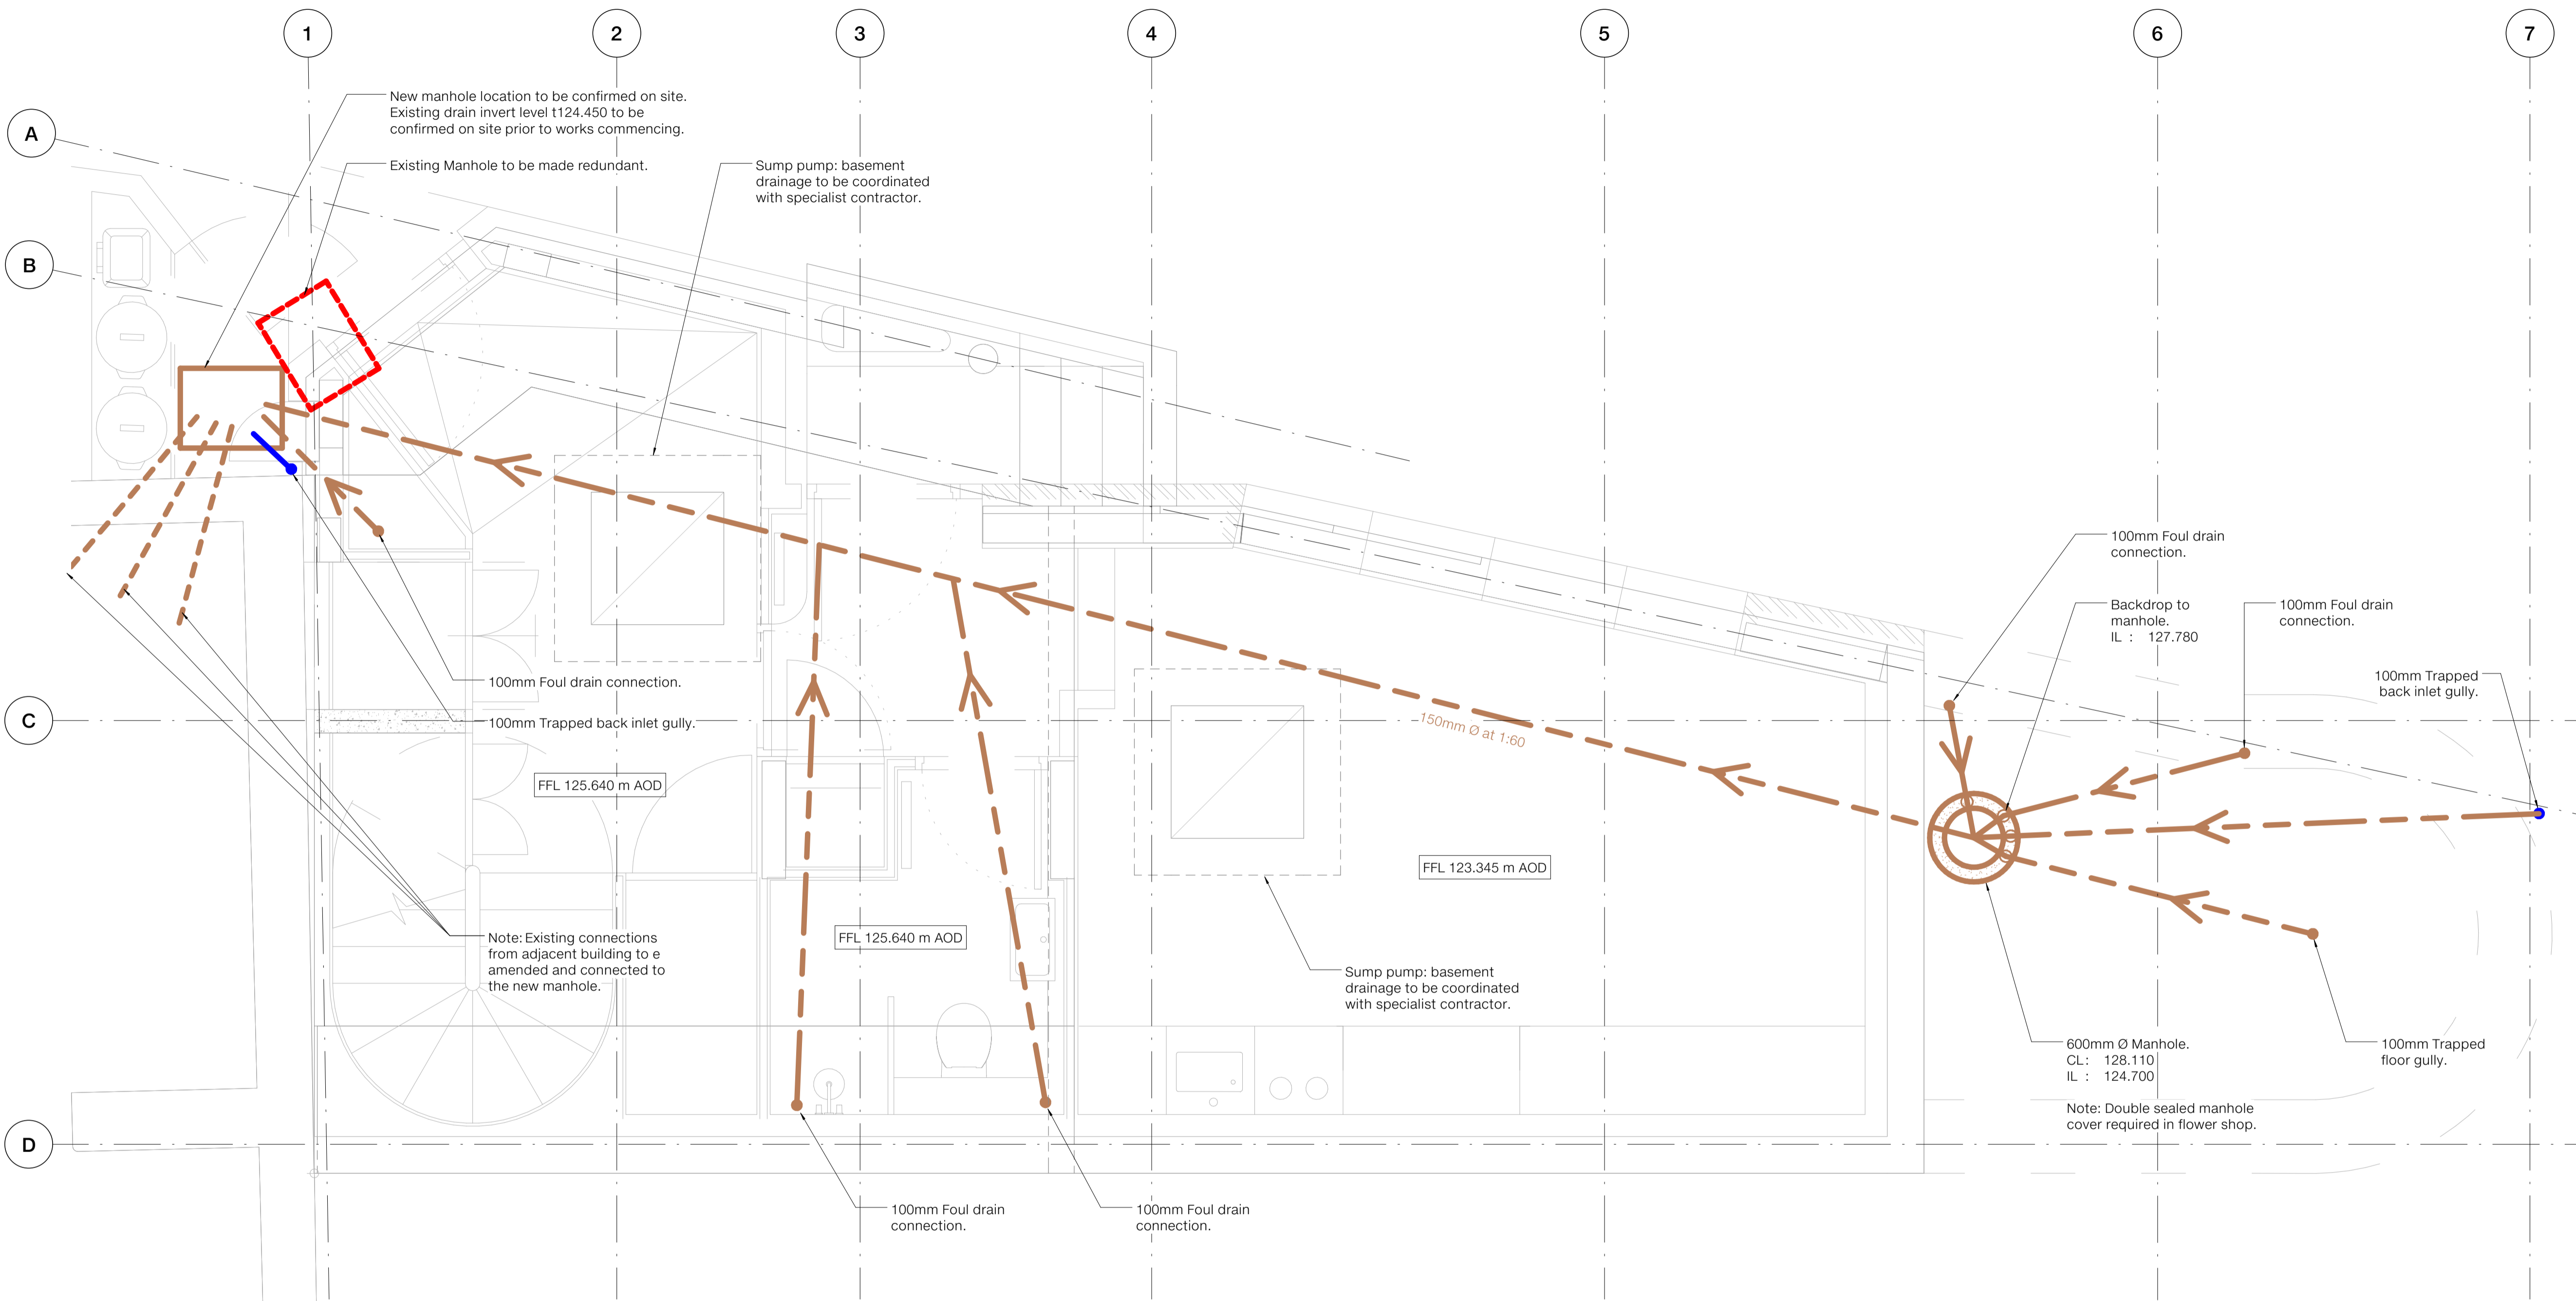 1
2
3
4
5
6
7
A
B
C
D
New manhole location to be confirmed on site.
Existing drain invert level t124.450 to be
confirmed on site prior to works commencing.
Existing Manhole to be made redundant.
Sump pump: basement
drainage to be coordinated
with specialist contractor.
100mm Foul drain
connection.
Backdrop to
manhole.
IL : 127.780
100mm Foul drain
connection.
100mm Trapped
back inlet gully.
100mm Foul drain connection.
100mm Trapped back inlet gully.
150mm Ø at 1:60
FFL 125.640 m AOD
FFL 123.345 m AOD
FFL 125.640 m AOD
Note: Existing connections
from adjacent building to e
amended and connected to
the new manhole.
Sump pump: basement
drainage to be coordinated
with specialist contractor.
600mm Ø Manhole.
CL: 128.110
IL : 124.700
Note: Double sealed manhole
cover required in flower shop.
100mm Trapped
floor gully.
100mm Foul drain
connection.
100mm Foul drain
connection.